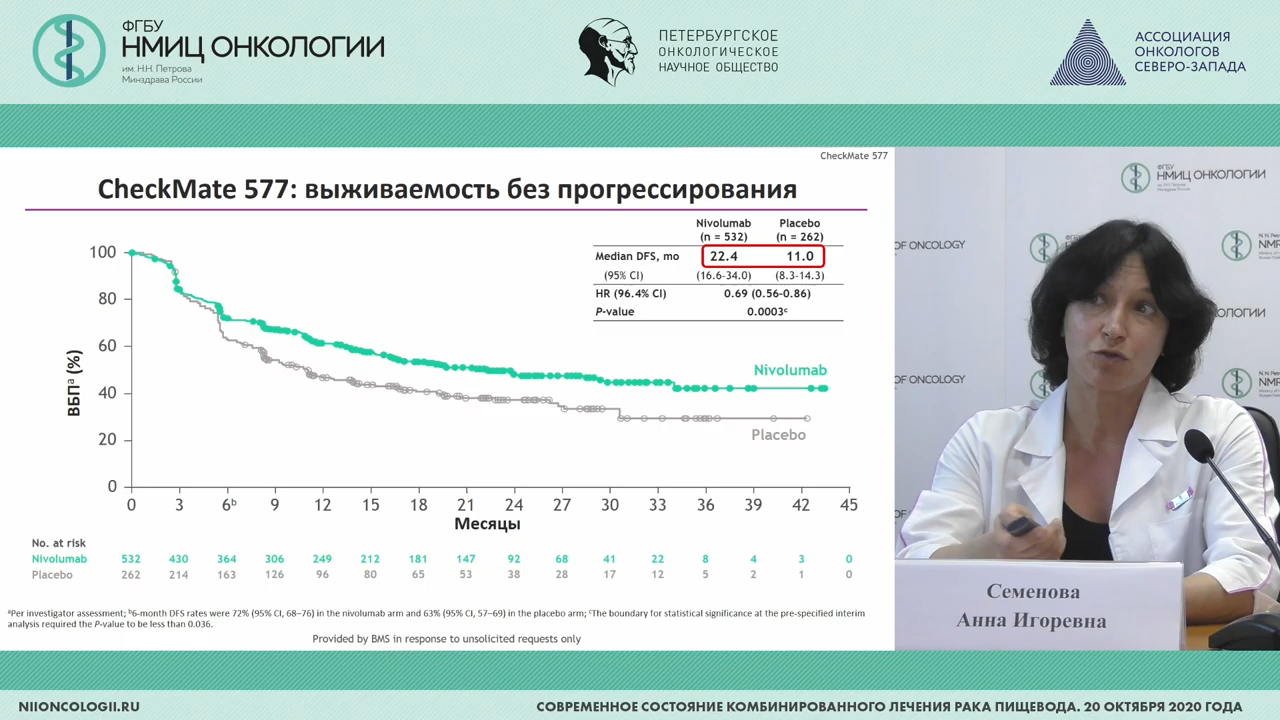 ФГБУ
НМИЦ ОНКОЛОГИИ
им. Н.Н. Петрова
Минздрава России
ПЕТЕРБУРГСКОЕ
ОНКОЛОГИЧЕСКОЕ
НАУЧНОЕ ОБЩЕСТВО
АССОЦИАЦИЯ
ОНКОЛОГОВ
СЕВЕРО-ЗАПАДА
CheckMate 577
CheckMate 577: выживаемость без прогрессирования
Nivolumab Placebo
(n = 532) (n = 262)
Median DFS, mo 22.4 11.0
(95% CI) (16.6-34.0) (8.3-14.3)
HR (96.4% CI) 0.69 (0.56-0.86)
P-value 0.0003ᶜ
ВБПᵃ (%)
100
80
60
40
20
0
Nivolumab
Placebo
0 3 6ᵇ 9 12 15 18 21 24 27 30 33 36 39 42 45
Месяцы
No. at risk
Nivolumab 532 430 364 306 249 212 181 147 92 68 41 22 8 4 3 0
Placebo 262 214 163 126 96 80 65 53 38 28 17 12 5 2 1 0
ᵃPer investigator assessment; ᵇ6-month DFS rates were 72% (95% CI, 68–76) in the nivolumab arm and 63% (95% CI, 57–69) in the placebo arm; ᶜThe boundary for statistical significance at the pre-specified interim
analysis required the P-value to be less than 0.036.
Provided by BMS in response to unsolicited requests only
ФГБУ
НМИЦ ОНКОЛОГИИ
OF ONCOLOGY
NMR
ОНКОЛОГИИ
OF ONCOLOGY
NMR
Семенова
Анна Игоревна
NIIONCOLOGII.RU
СОВРЕМЕННОЕ СОСТОЯНИЕ КОМБИНИРОВАННОГО ЛЕЧЕНИЯ РАКА ПИЩЕВОДА. 20 ОКТЯБРЯ 2020 ГОДА